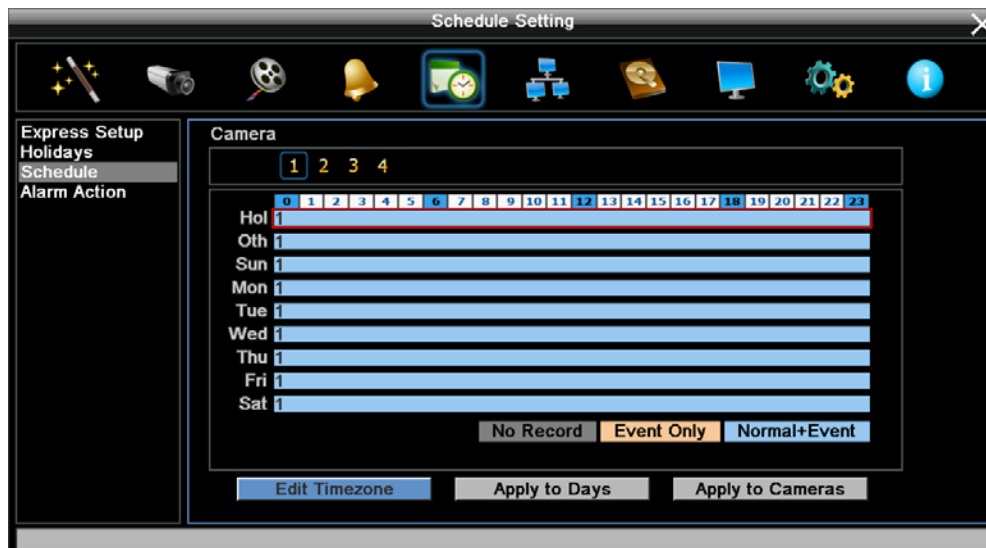 Schedule Setting
Express Setup
Holidays
Schedule
Alarm Action
Camera
1 2 3 4
0 1 2 3 4 5 6 7 8 9 10 11 12 13 14 15 16 17 18 19 20 21 22 23
Hol 1
Oth 1
Sun 1
Mon 1
Tue 1
Wed 1
Thu 1
Fri 1
Sat 1
No Record Event Only Normal+Event
Edit Timezone Apply to Days Apply to Cameras